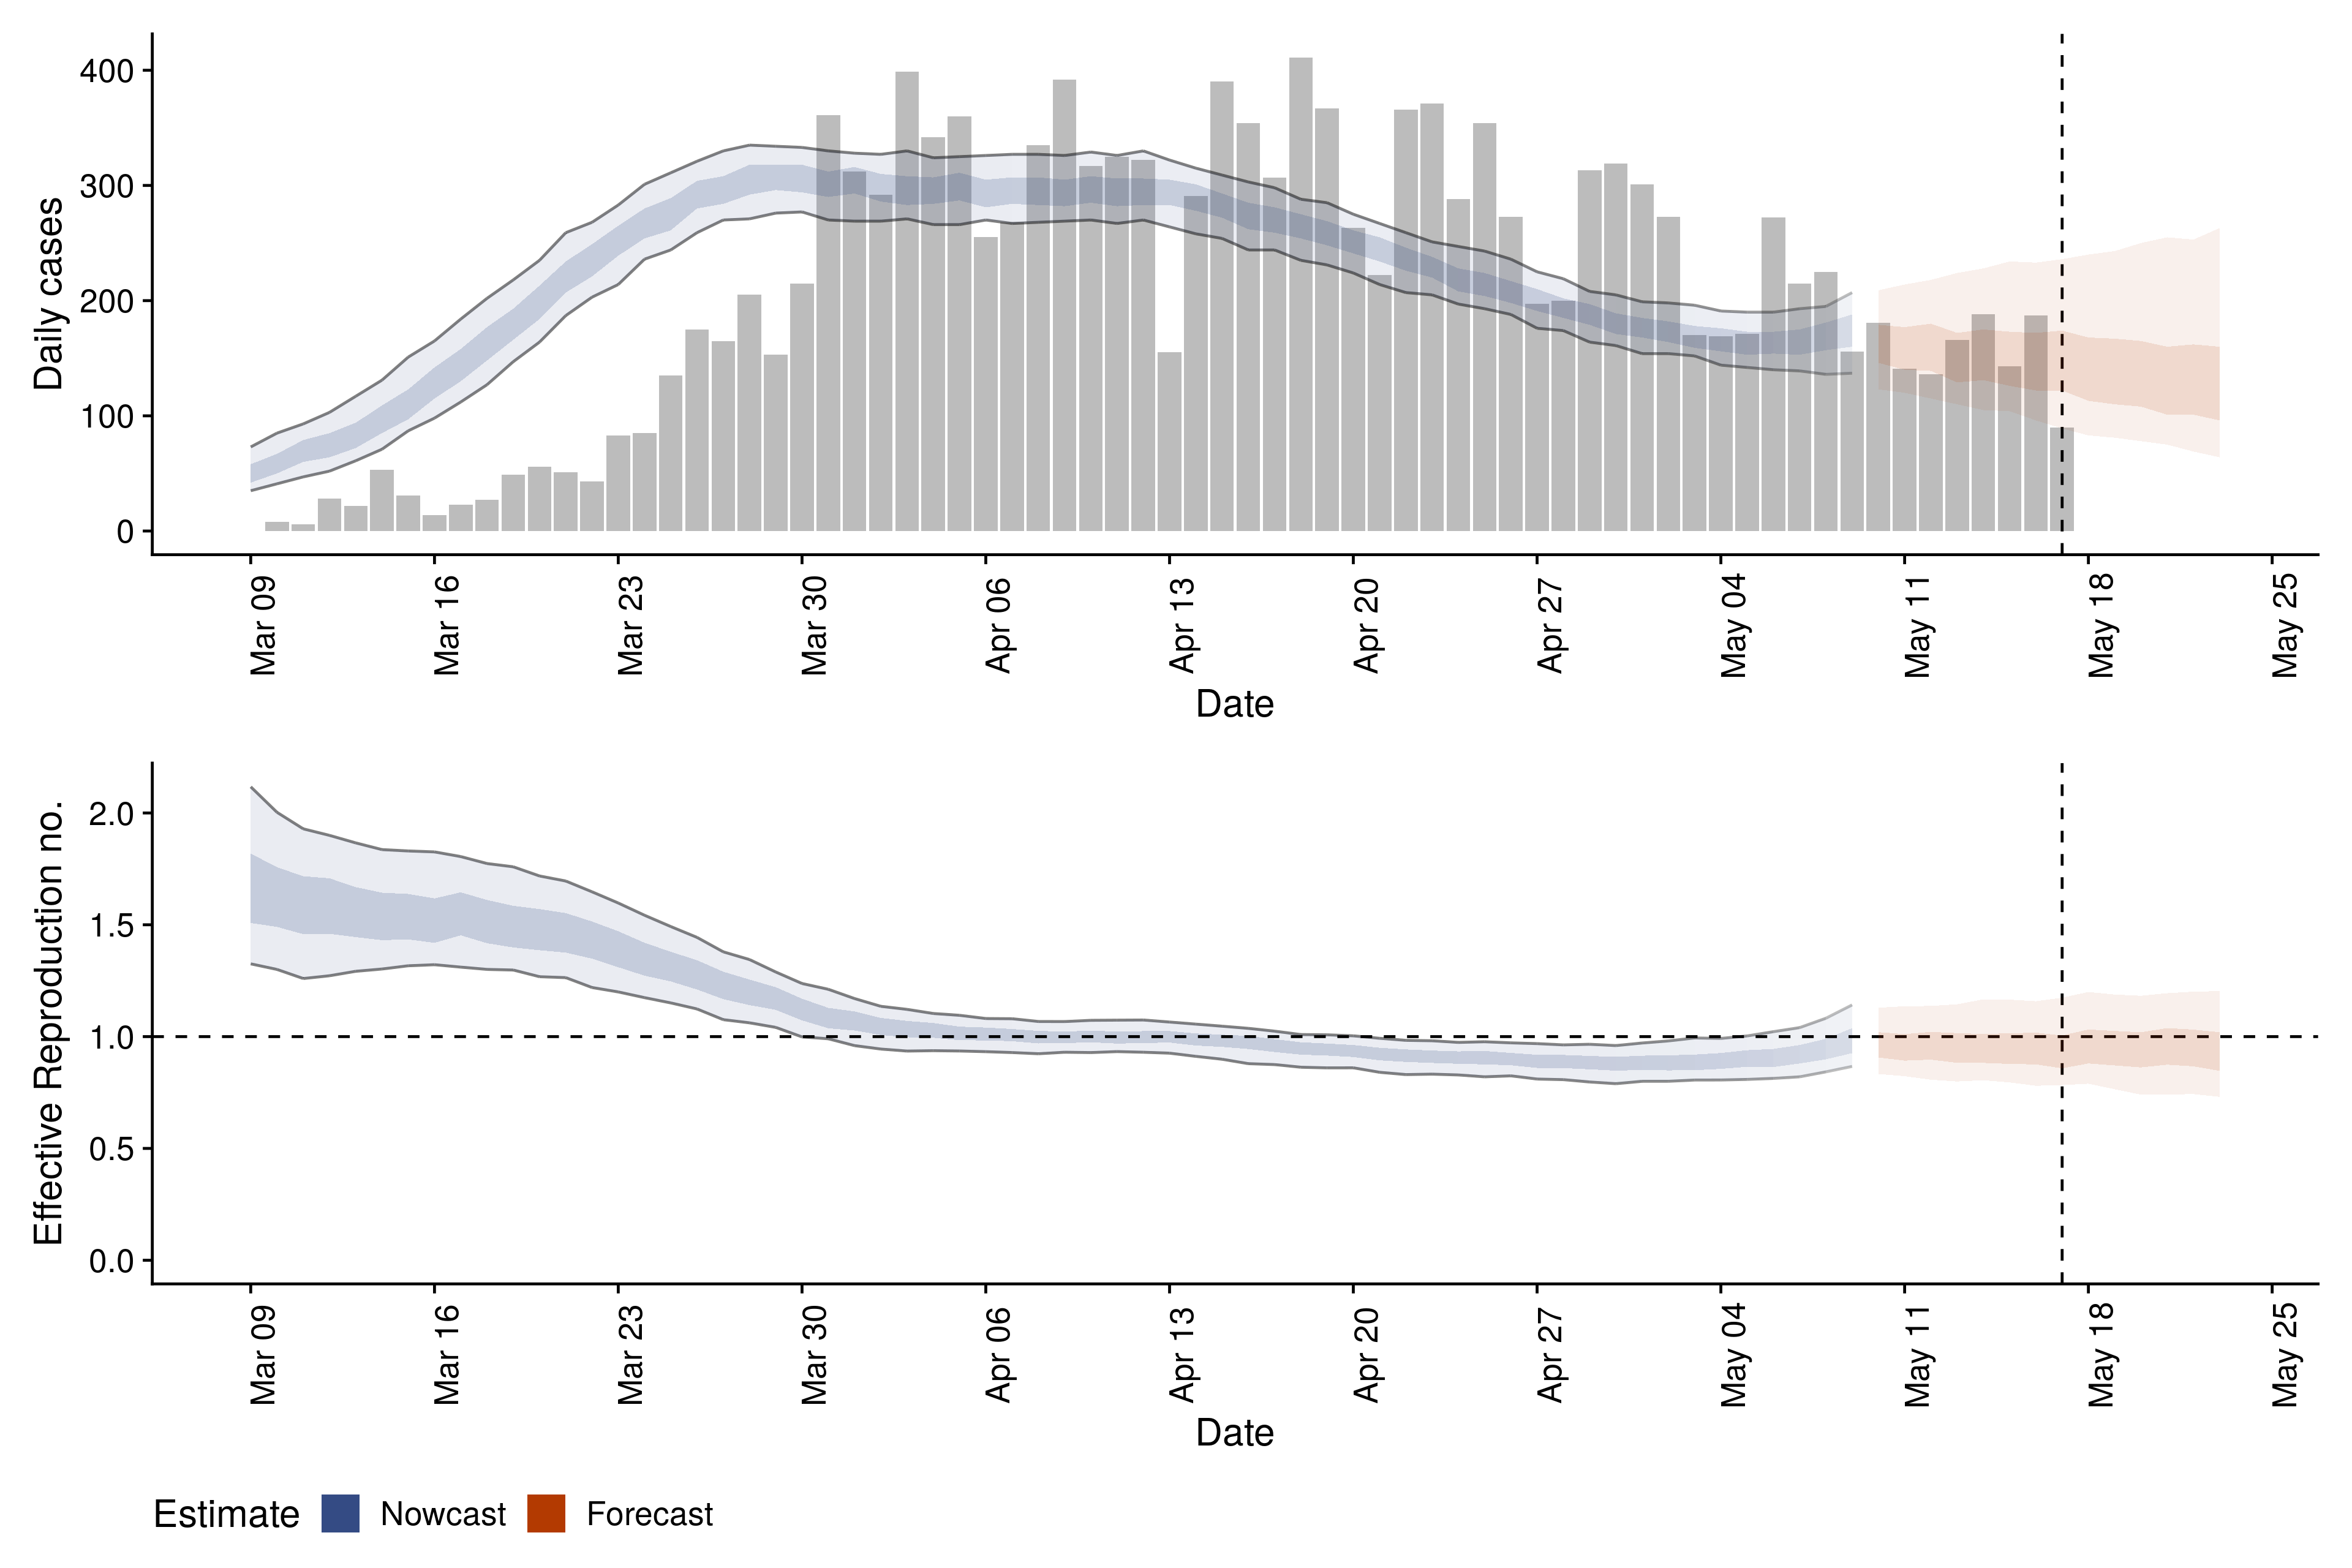 Daily cases
400
300
200
100
0
Mar 09
Mar 16
Mar 23
Mar 30
Apr 06
Apr 13
Apr 20
Apr 27
May 04
May 11
May 18
May 25
Date
Effective Reproduction no.
2.0
1.5
1.0
0.5
0.0
Mar 09
Mar 16
Mar 23
Mar 30
Apr 06
Apr 13
Apr 20
Apr 27
May 04
May 11
May 18
May 25
Date
Estimate Nowcast Forecast